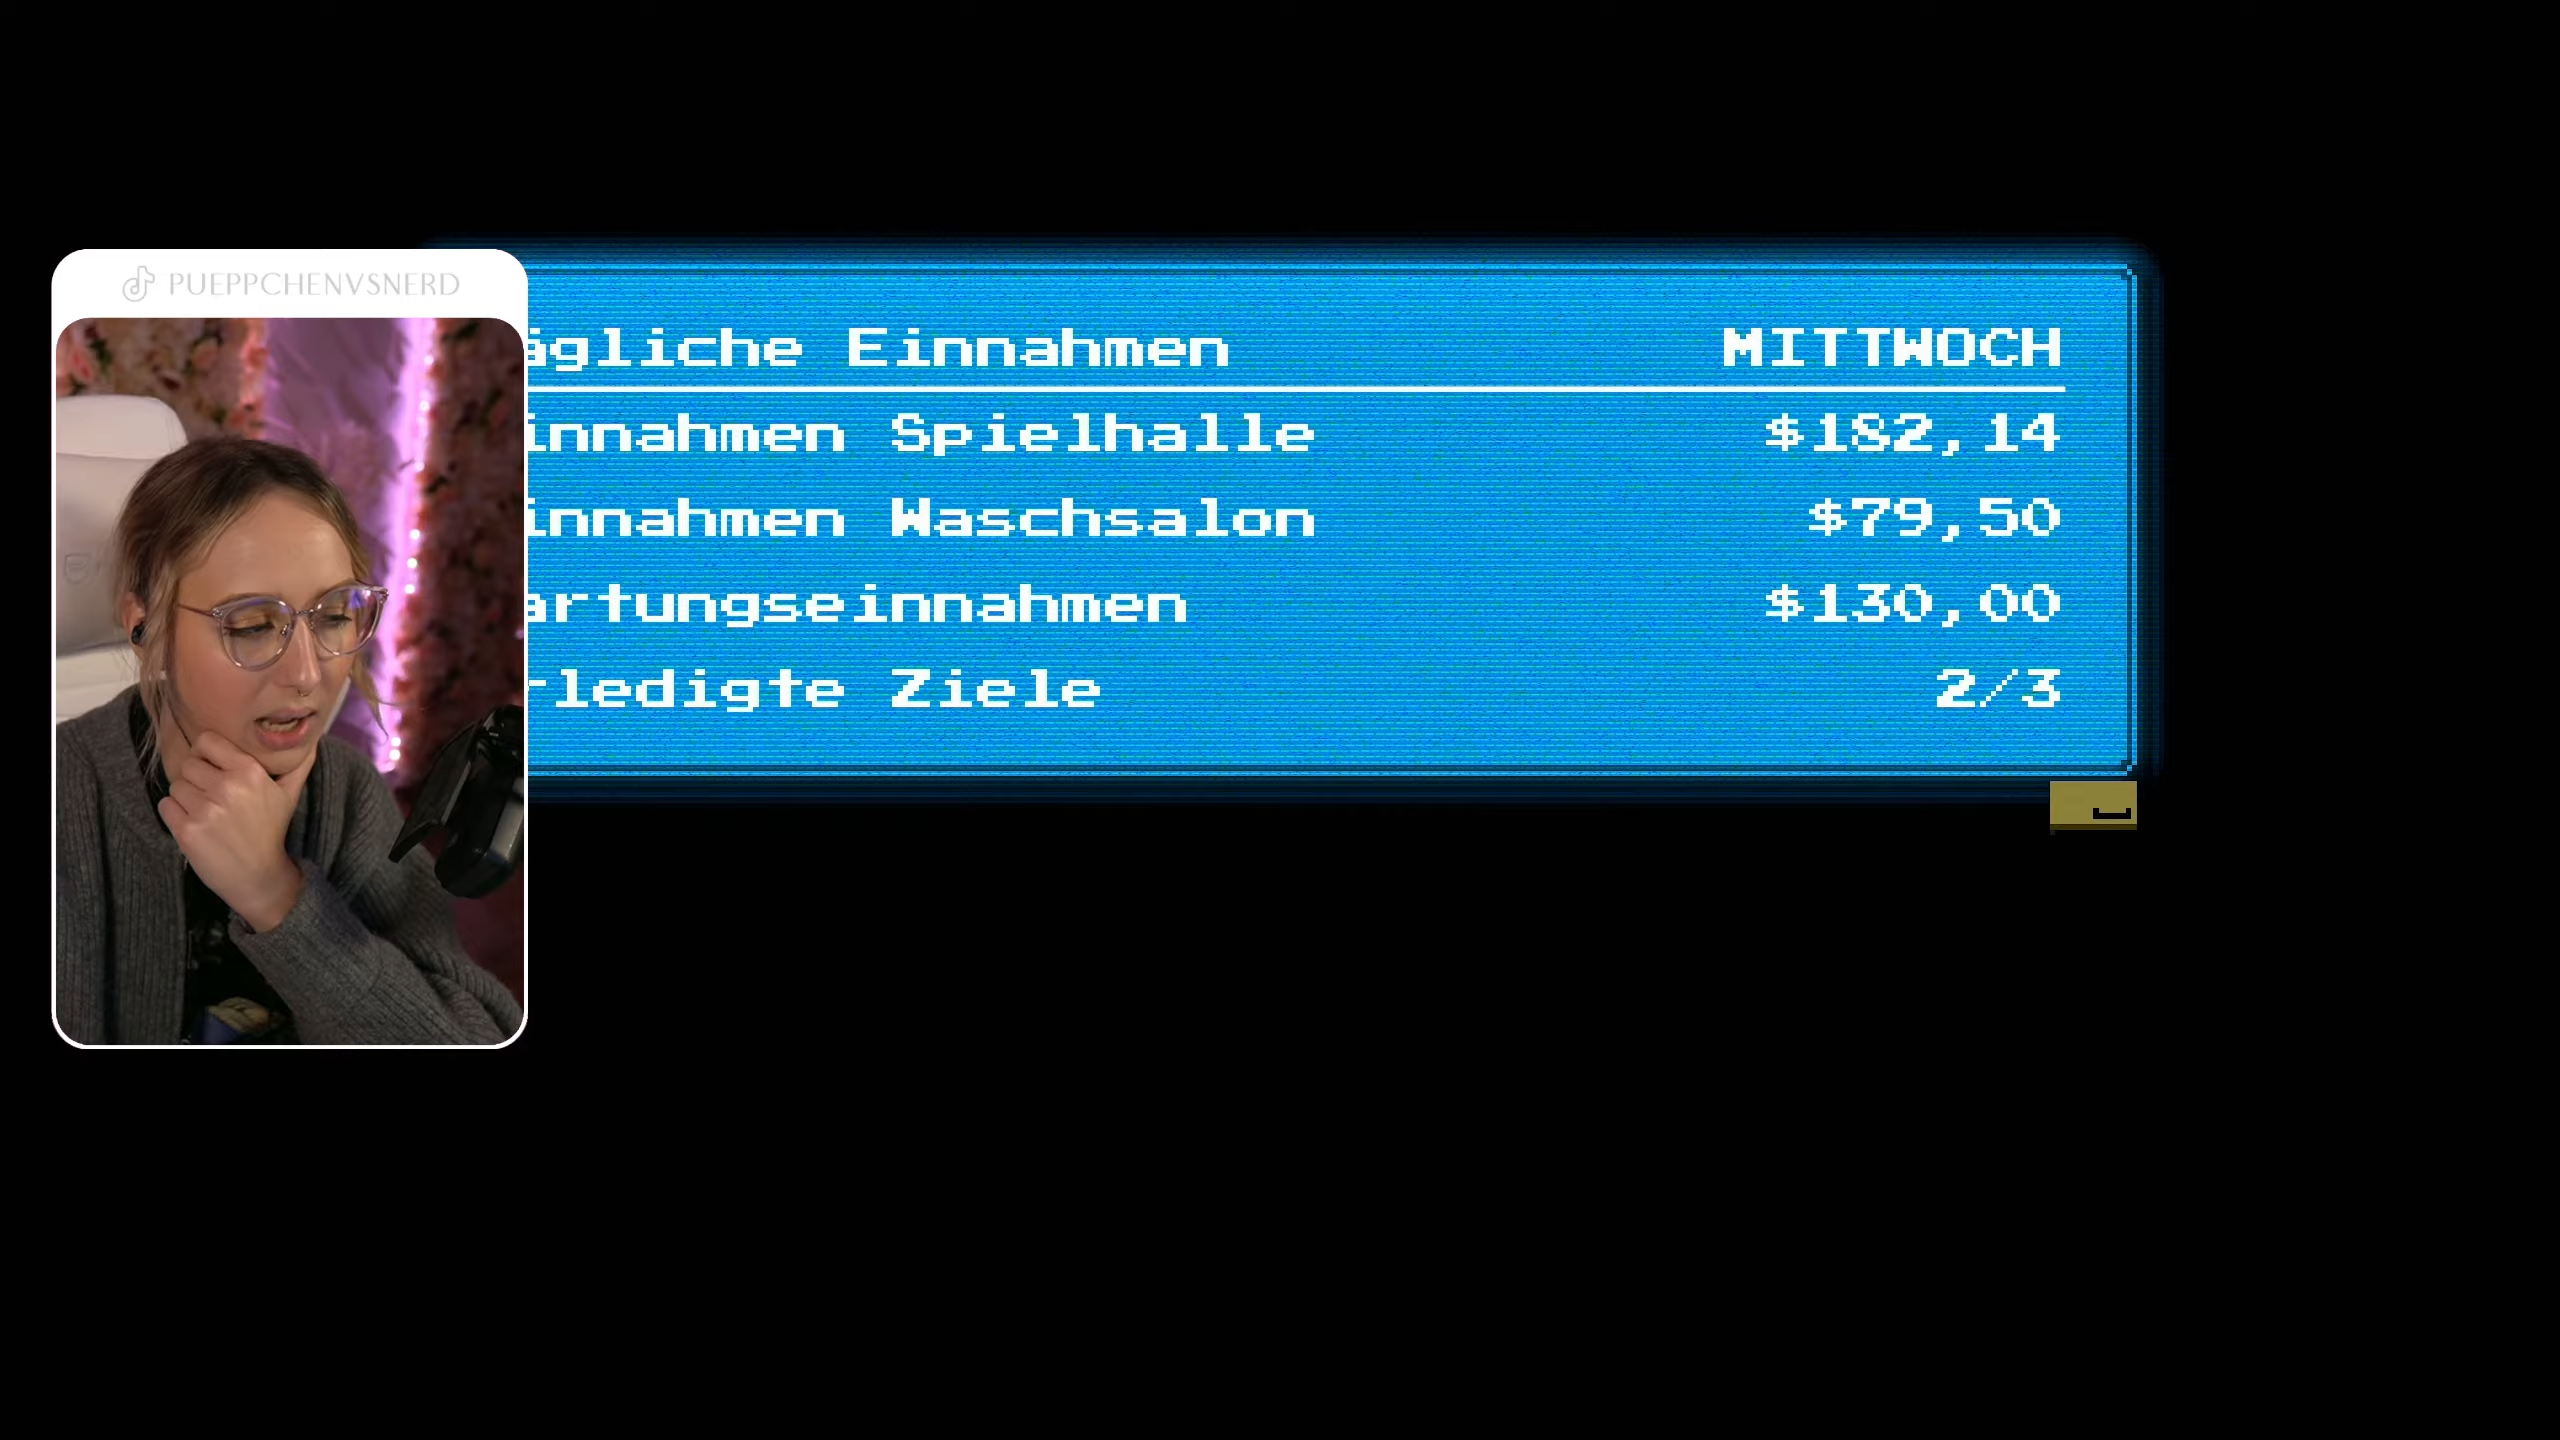 PUEPPCHENVSNERD
ägliche Einnahmen MITTWOCH
innahmen Spielhalle $182,14
innahmen Waschsalon $79,50
artungseinnahmen $130,00
rledigte Ziele 2/3